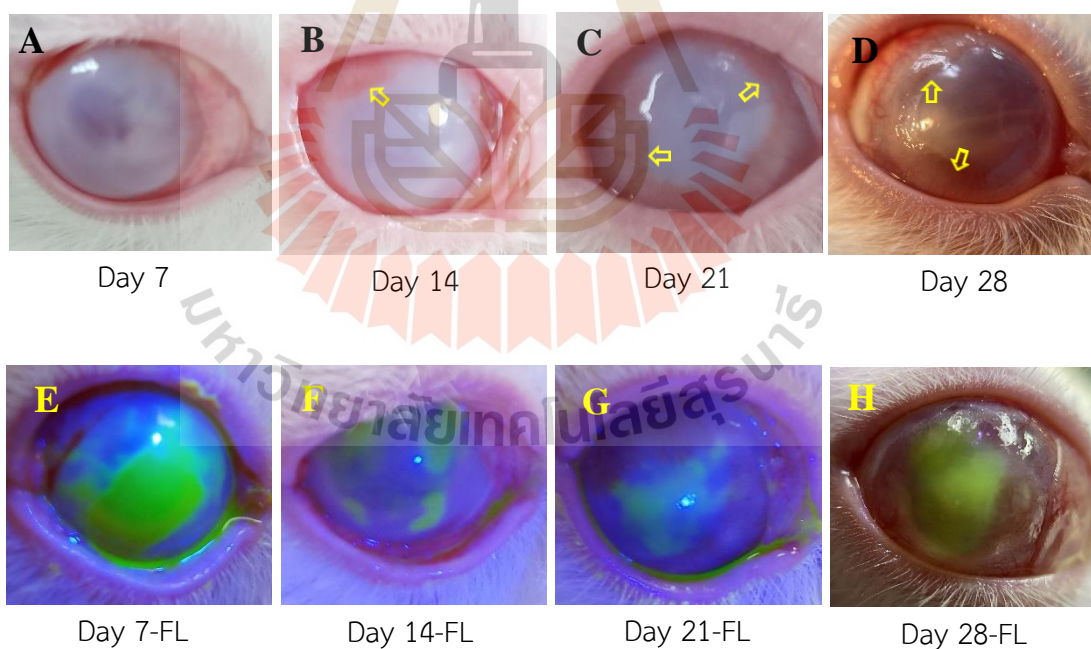 A
B
C
D
Day 7
Day 14
Day 21
Day 28
มหาวิทยาลัยเทคโนโลยีสุรนารี
E
F
G
H
Day 7-FL
Day 14-FL
Day 21-FL
Day 28-FL